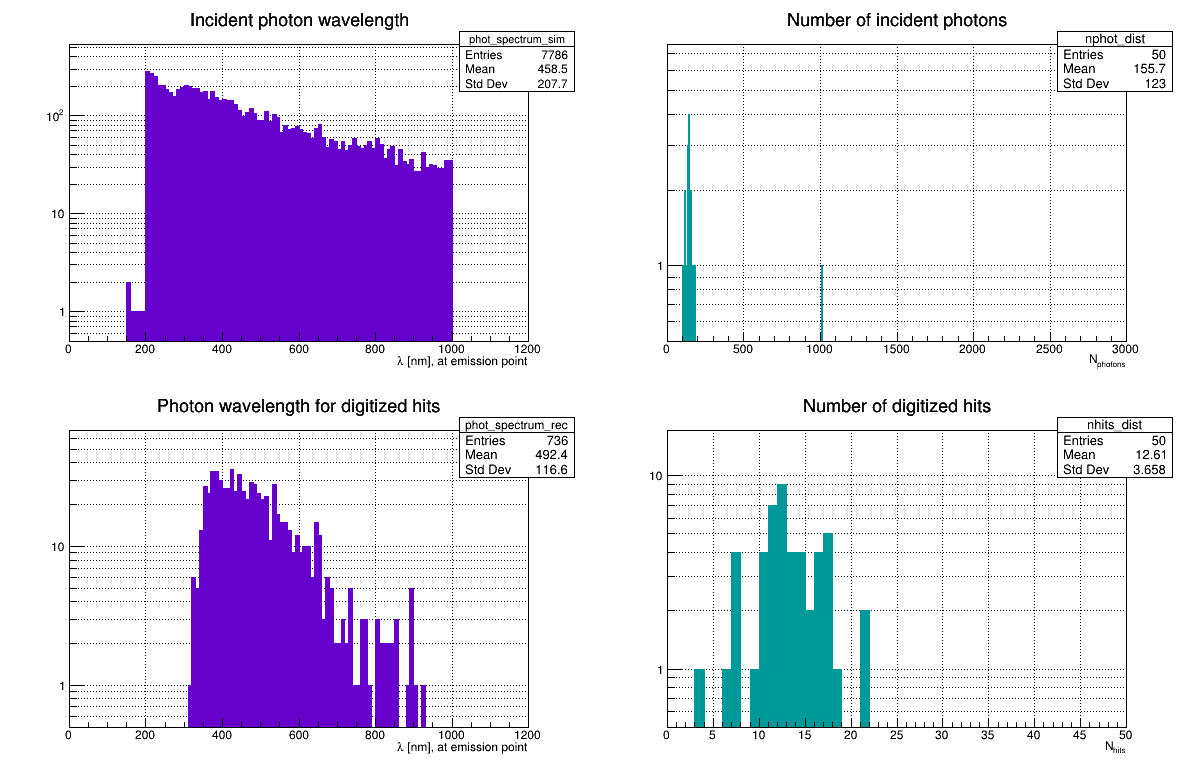 Incident photon wavelength
phot_spectrum_sim
Entries 7786
Mean 458.5
Std Dev 207.7
10²
10
1
0 200 400 600 800 1000 1200
λ [nm], at emission point
Number of incident photons
nphot_dist
Entries 50
Mean 155.7
Std Dev 123
1
0 500 1000 1500 2000 2500 3000
N photons
Photon wavelength for digitized hits
phot_spectrum_rec
Entries 736
Mean 492.4
Std Dev 116.6
10
1
0 200 400 600 800 1000 1200
λ [nm], at emission point
Number of digitized hits
nhits_dist
Entries 50
Mean 12.61
Std Dev 3.658
10
1
0 5 10 15 20 25 30 35 40 45 50
N hits